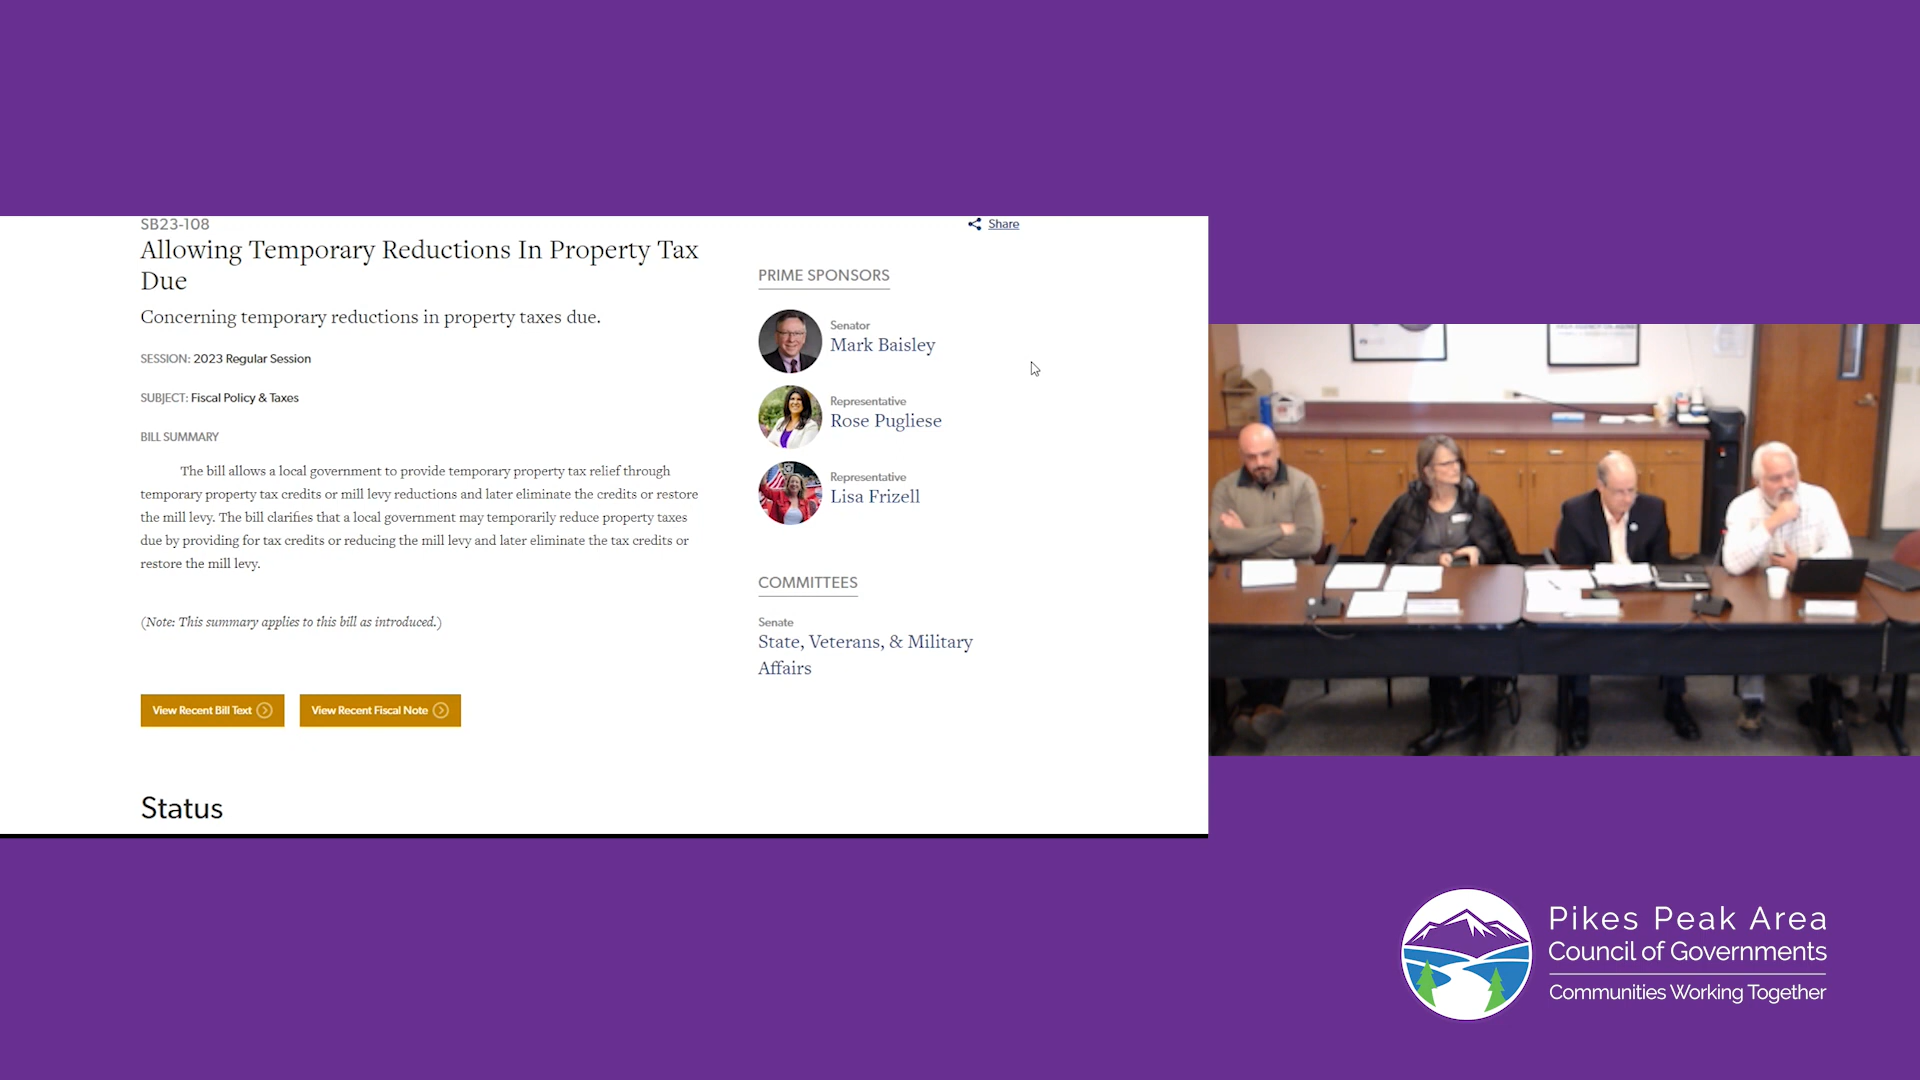 SB23-108
Share
Allowing Temporary Reductions In Property Tax
Due
Concerning temporary reductions in property taxes due.
SESSION: 2023 Regular Session
SUBJECT: Fiscal Policy & Taxes
BILL SUMMARY
The bill allows a local government to provide temporary property tax relief through
temporary property tax credits or mill levy reductions and later eliminate the credits or restore
the mill levy. The bill clarifies that a local government may temporarily reduce property taxes
due by providing for tax credits or reducing the mill levy and later eliminate the tax credits or
restore the mill levy.
(Note: This summary applies to this bill as introduced.)
View Recent Bill Text
View Recent Fiscal Note
Status
PRIME SPONSORS
Senator
Mark Baisley
Representative
Rose Pugliese
Representative
Lisa Frizell
COMMITTEES
Senate
State, Veterans, & Military
Affairs
Pikes Peak Area
Council of Governments
Communities Working Together